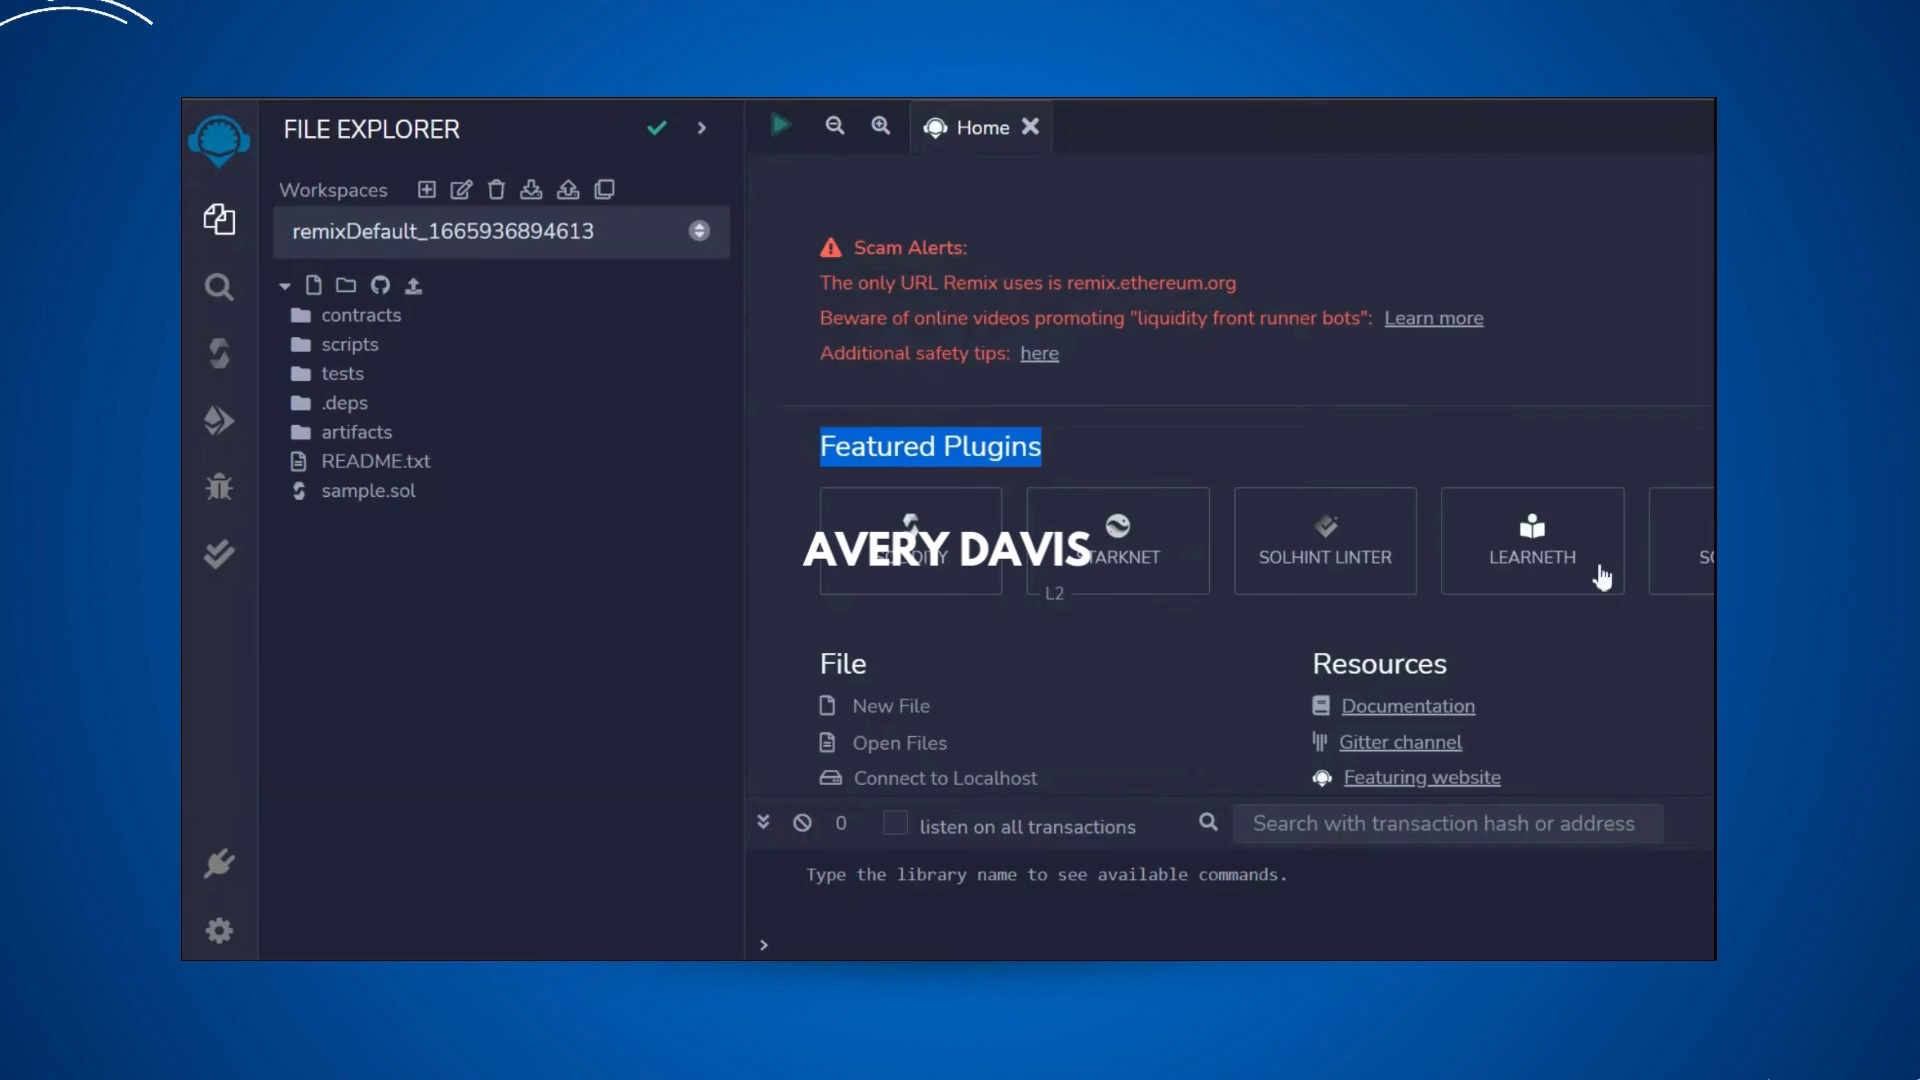 FILE EXPLORER
Home
Workspaces
remixDefault_1665936894613
contracts
scripts
tests
.deps
artifacts
README.txt
sample.sol
Scam Alerts:
The only URL Remix uses is remix.ethereum.org
Beware of online videos promoting "liquidity front runner bots": Learn more
Additional safety tips: here
Featured Plugins
AVERY DAVIS
SOLHINT LINTER
LEARNETH
L2
File
New File
Open Files
Connect to Localhost
Resources
Documentation
Gitter channel
Featuring website
0
listen on all transactions
Search with transaction hash or address
Type the library name to see available commands.
>